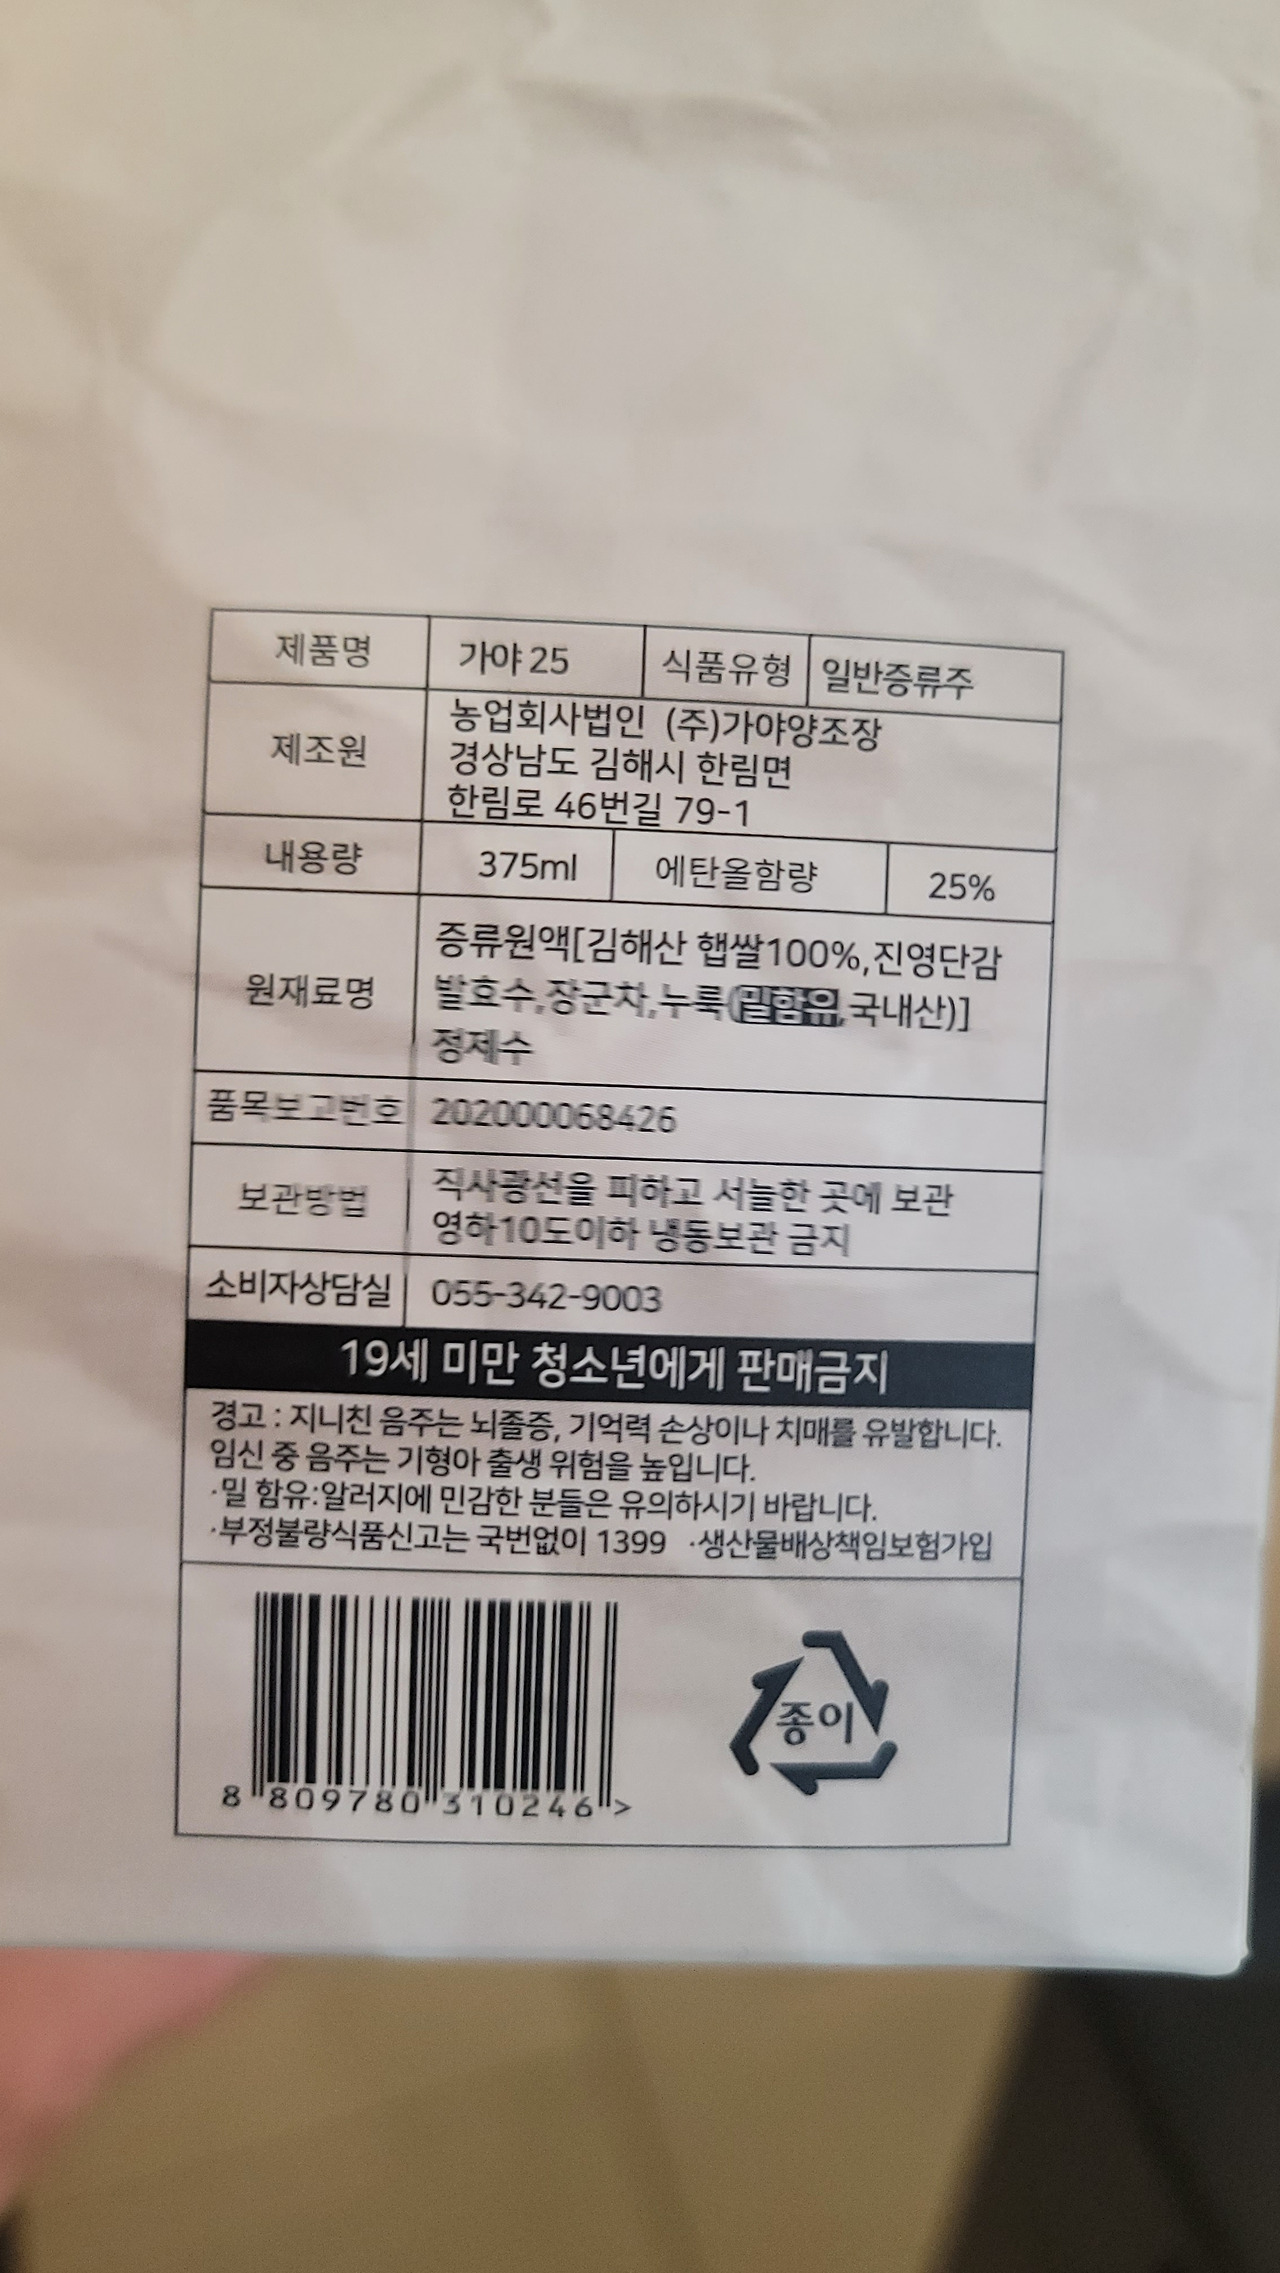 제품명 가야 25 식품유형 일반증류주
제조원 농업회사법인 (주)가야양조장
경상남도 김해시 한림면
한림로 46번길 79-1
내용량 375ml 에탄올함량 25%
원재료명 증류원액[김해산 햅쌀100%,진영단감
발효수,장군차,누룩(밀함유,국내산)]
정제수
품목보고번호 202000068426
보관방법 직사광선을 피하고 서늘한 곳에 보관
영하10도이하 냉동보관 금지
소비자상담실 055-342-9003
19세 미만 청소년에게 판매금지
경고 : 지니친 음주는 뇌졸증, 기억력 손상이나 치매를 유발합니다.
임신 중 음주는 기형아 출생 위험을 높입니다.
·밀 함유:알러지에 민감한 분들은 유의하시기 바랍니다.
·부정불량식품신고는 국번없이 1399 ·생산물배상책임보험가입
종이
8 809780 310246 >